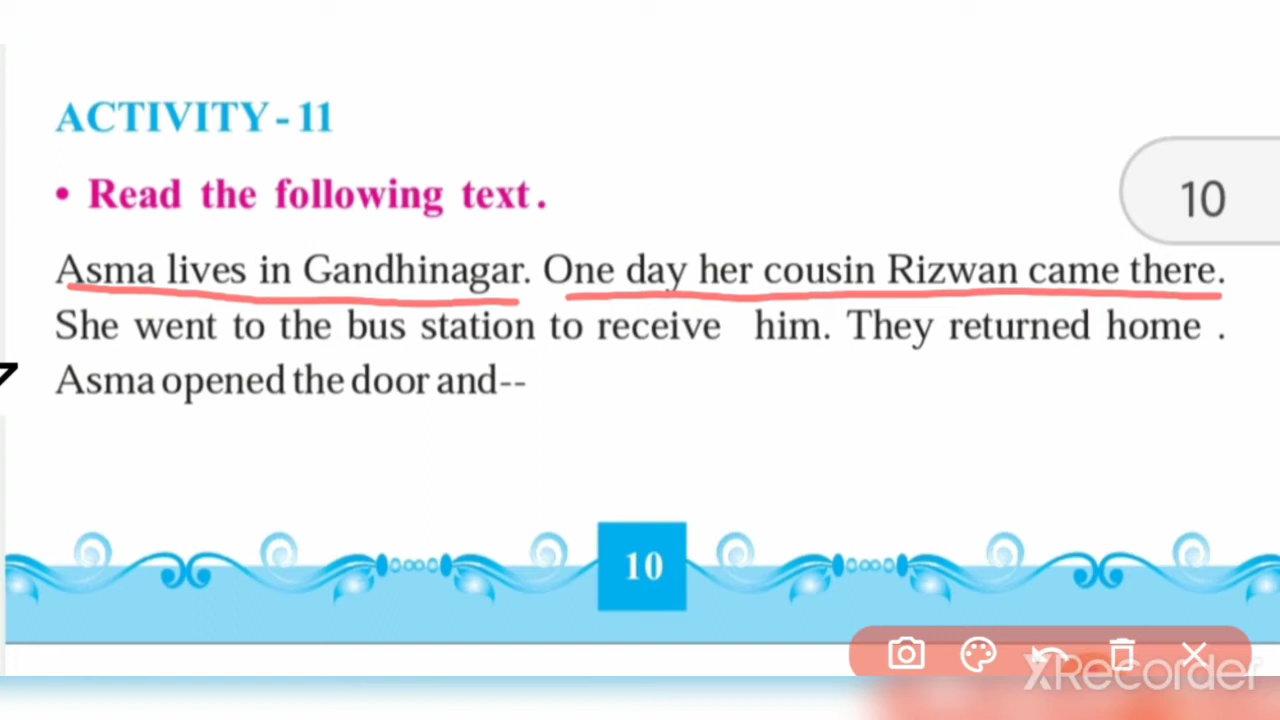 ACTIVITY - 11
• Read the following text .
10
Asma lives in Gandhinagar. One day her cousin Rizwan came there.
She went to the bus station to receive him. They returned home .
Asma opened the door and--
10
XRecorder